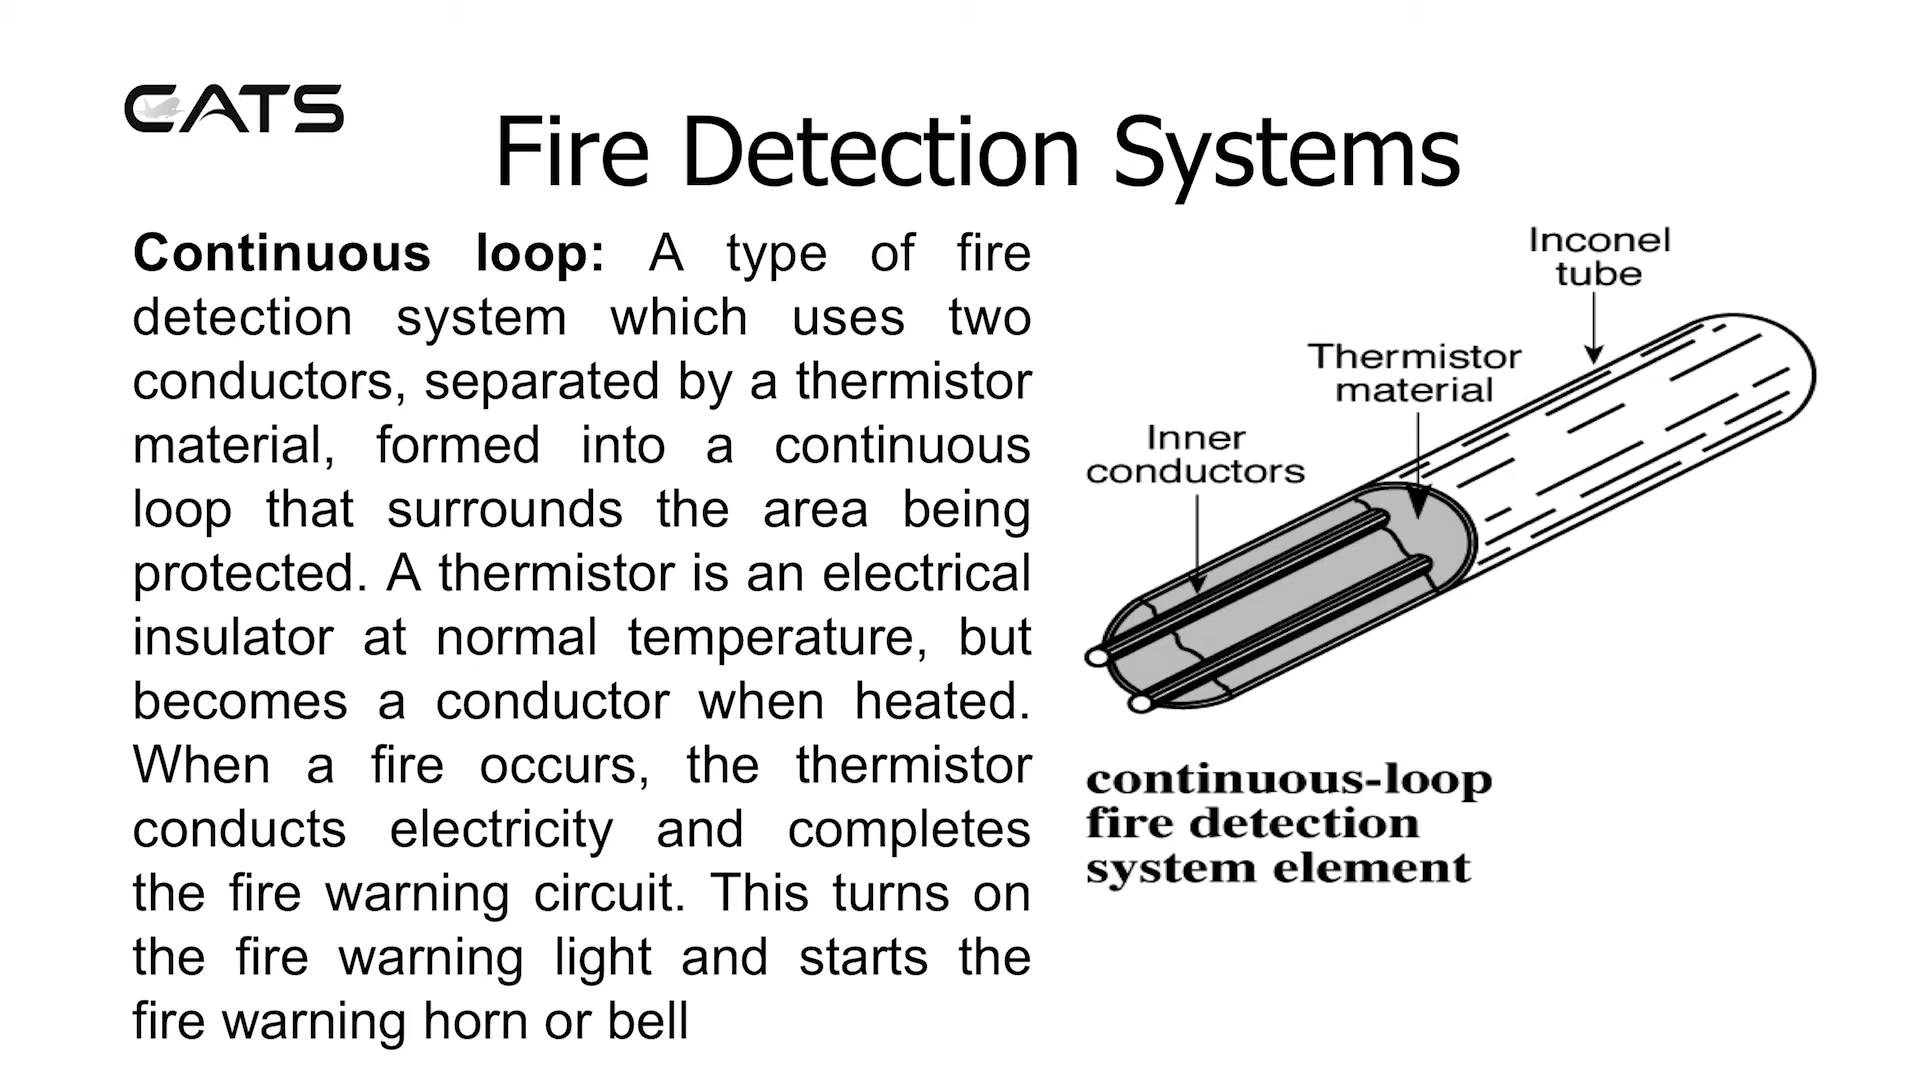 CATS
Fire Detection Systems
Continuous loop: A type of fire
detection system which uses two
conductors, separated by a thermistor
material, formed into a continuous
loop that surrounds the area being
protected. A thermistor is an electrical
insulator at normal temperature, but
becomes a conductor when heated.
When a fire occurs, the thermistor
conducts electricity and completes
the fire warning circuit. This turns on
the fire warning light and starts the
fire warning horn or bell
Inconel
tube
Thermistor
material
Inner
conductors
continuous-loop
fire detection
system element